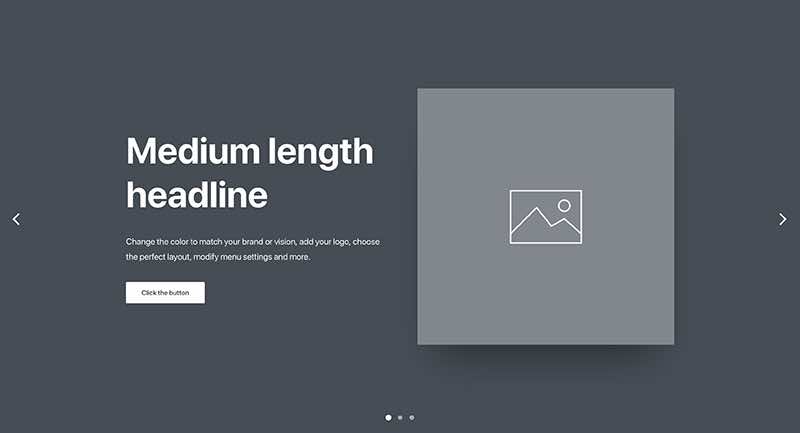 Medium length
headline
Change the color to match your brand or vision, add your logo, choose
the perfect layout, modify menu settings and more.
Click the button